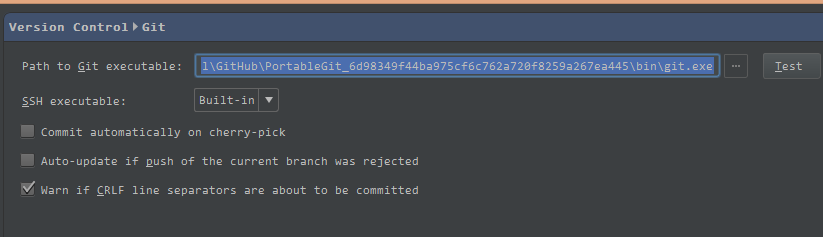 Version Control ▸ Git
Path to Git executable: l\GitHub\PortableGit_6d98349f44ba975cf6c762a720f8259a267ea445\bin\git.exe ... Test
SSH executable: Built-in
Commit automatically on cherry-pick
Auto-update if push of the current branch was rejected
Warn if CRLF line separators are about to be committed